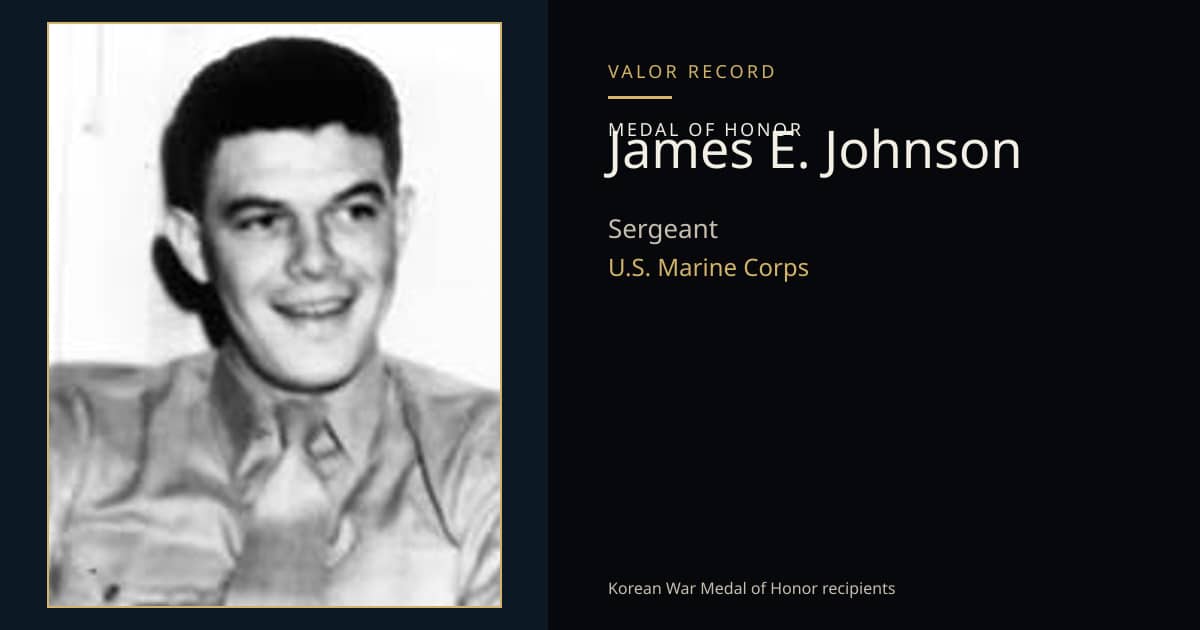 VALOR RECORD
MEDAL OF HONOR
James E. Johnson
Sergeant
U.S. Marine Corps
Korean War Medal of Honor recipients